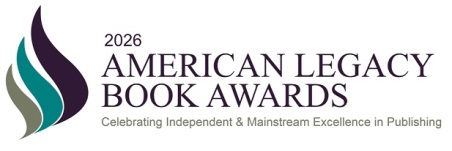 2026
AMERICAN LEGACY
BOOK AWARDS
Celebrating Independent & Mainstream Excellence in Publishing